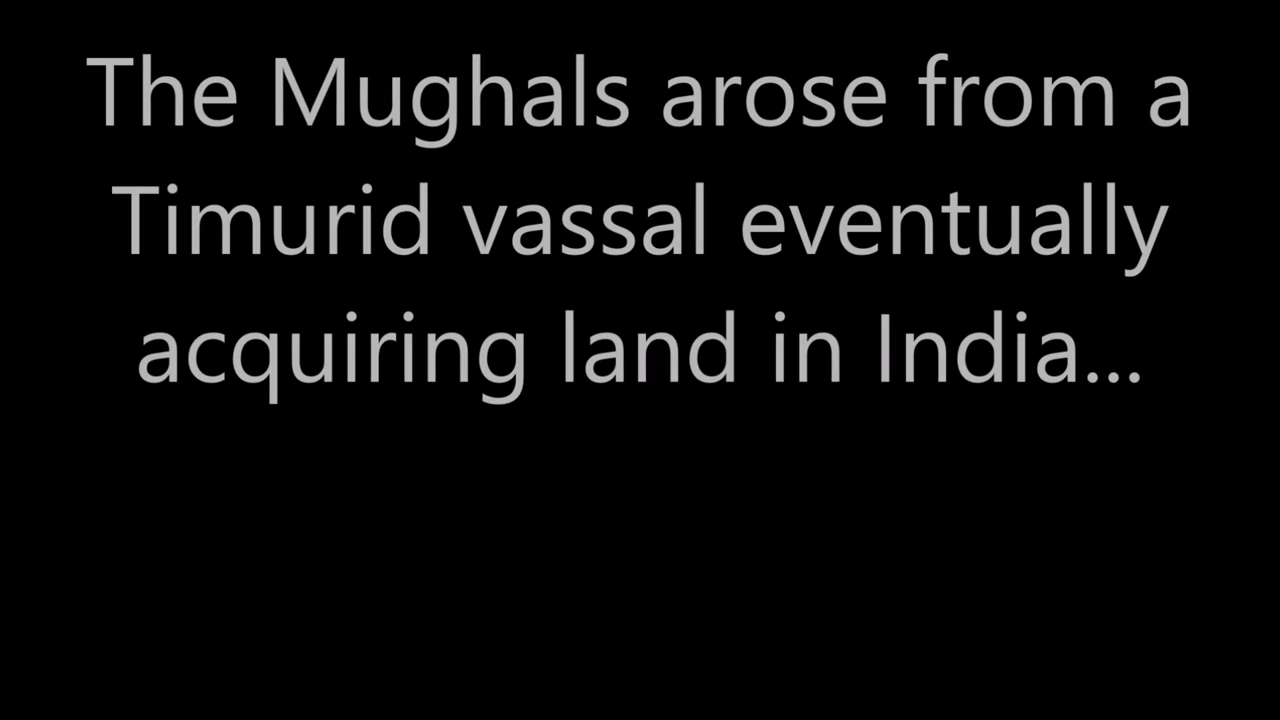 The Mughals arose from a
Timurid vassal eventually
acquiring land in India...